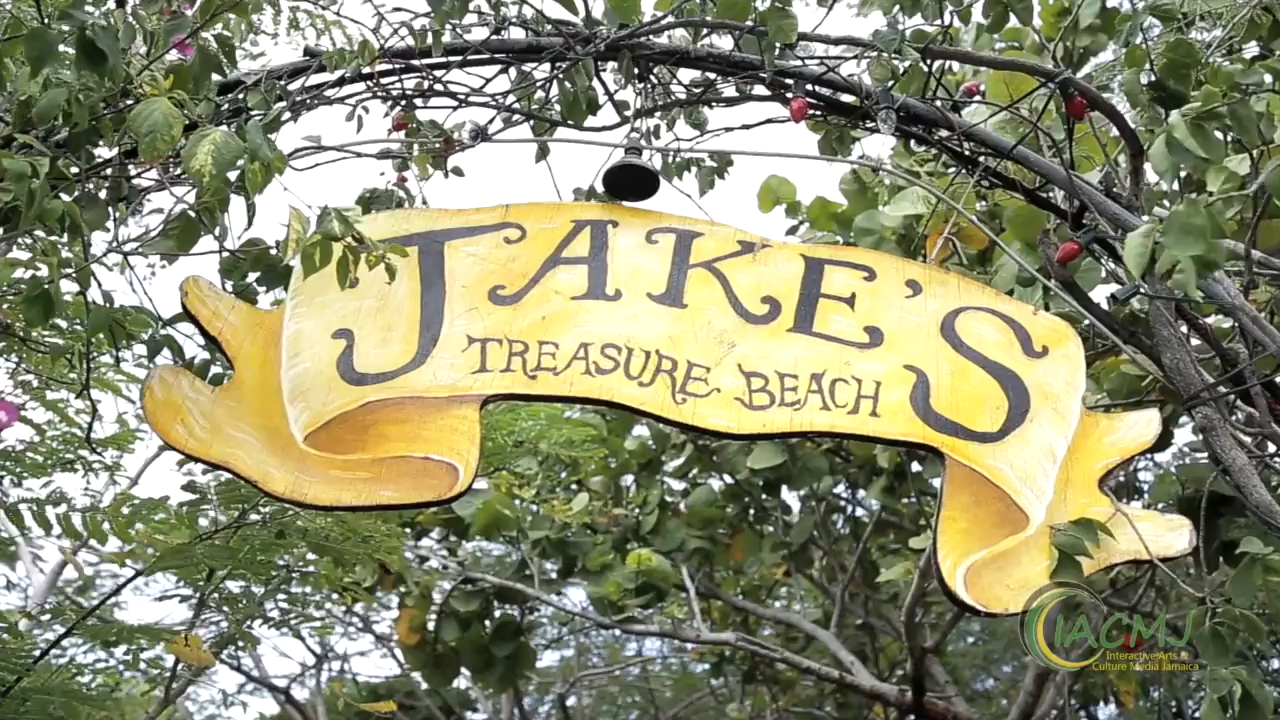 JAKE'S
TREASURE BEACH
IACMJ
Interactive Arts &
Culture Media Jamaica